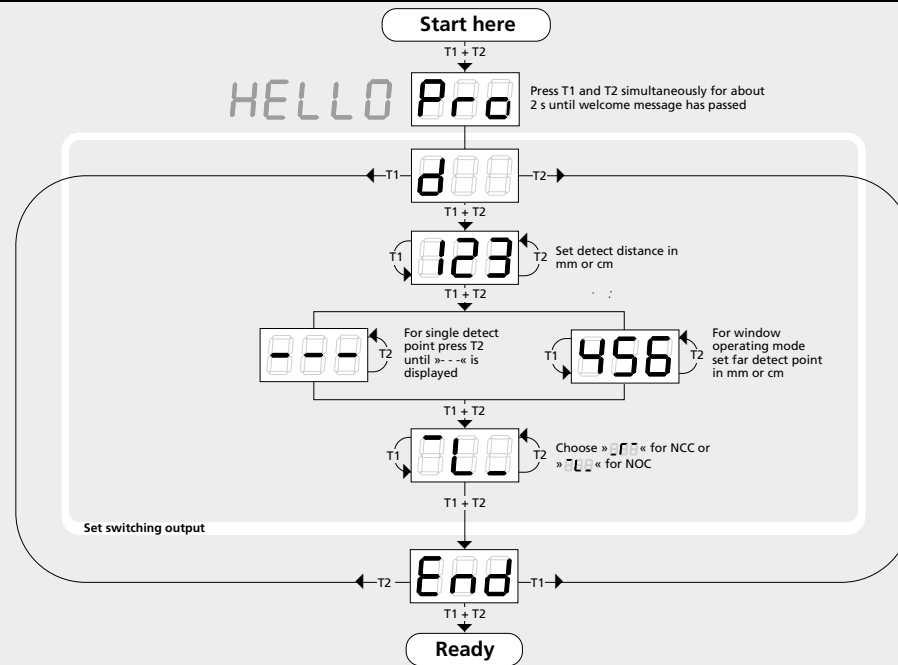 Start here
T1 + T2
HELLO Pro
Press T1 and T2 simultaneously for about
2 s until welcome message has passed
T1
d
T2
T1 + T2
T1
123
T2
Set detect distance in
mm or cm
T1 + T2
- - -
T2
For single detect
point press T2
until »- - -« is
displayed
T1
456
T2
For window
operating mode
set far detect point
in mm or cm
T1 + T2
T1
¯L_
T2
Choose »_Γ¯« for NCC or
»¯L_« for NOC
T1 + T2
Set switching output
T2
End
T1
T1 + T2
Ready